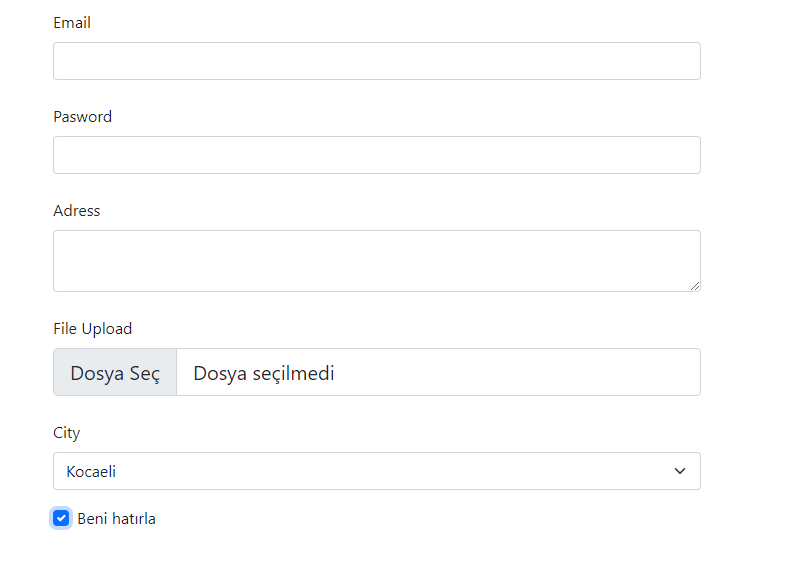 Email
Pasword
Adress
File Upload
Dosya Seç Dosya seçilmedi
City
Kocaeli
Beni hatırla